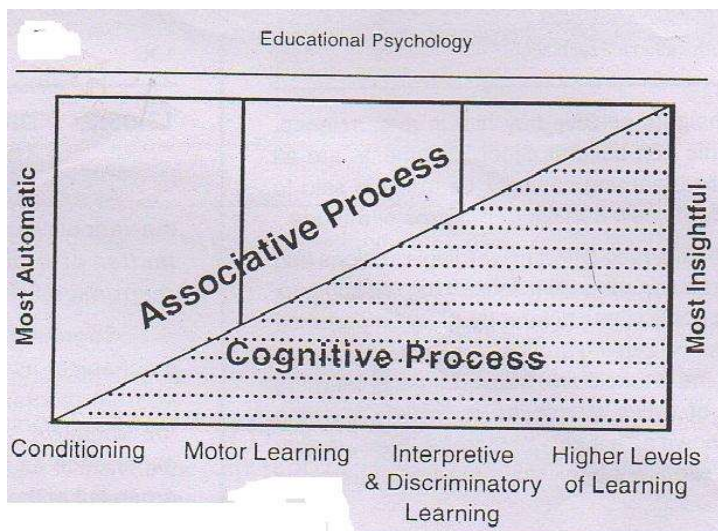 Educational Psychology
Most Automatic
Associative Process
Cognitive Process
Most Insightful
Conditioning
Motor Learning
Interpretive
& Discriminatory
Learning
Higher Levels
of Learning